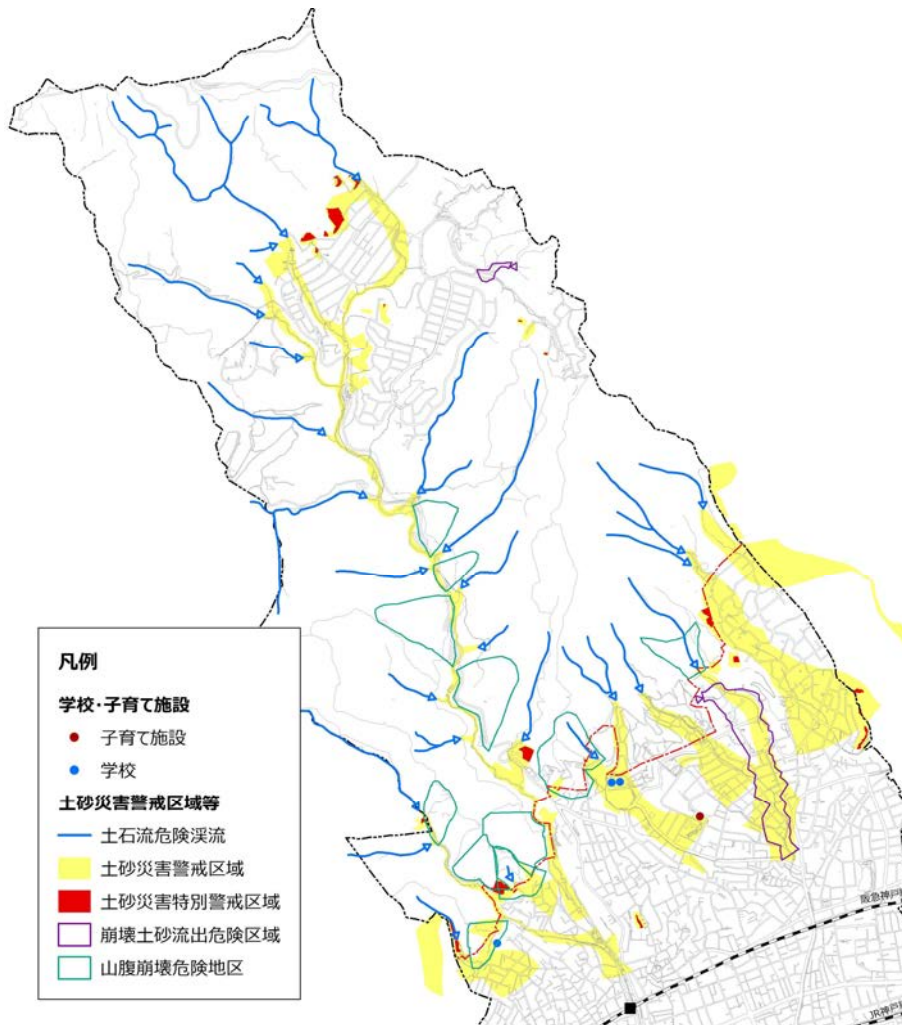 凡例
学校・子育て施設
子育て施設
学校
土砂災害警戒区域等
土石流危険渓流
土砂災害警戒区域
土砂災害特別警戒区域
崩壊土砂流出危険区域
山腹崩壊危険地区
阪急神戸
JR神戸